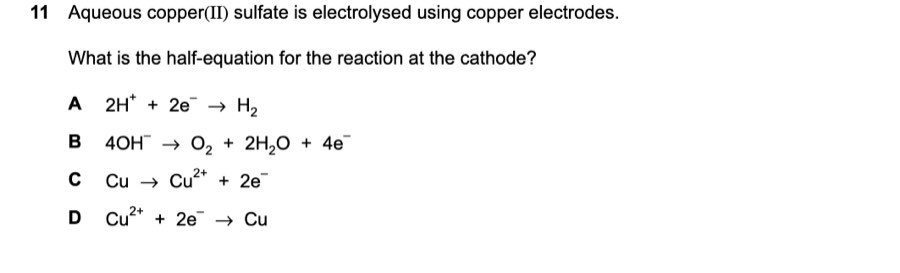 11 Aqueous copper(II) sulfate is electrolysed using copper electrodes.
What is the half-equation for the reaction at the cathode?
A 2H⁺ + 2e⁻ → H₂
B 4OH⁻ → O₂ + 2H₂O + 4e⁻
C Cu → Cu²⁺ + 2e⁻
D Cu²⁺ + 2e⁻ → Cu